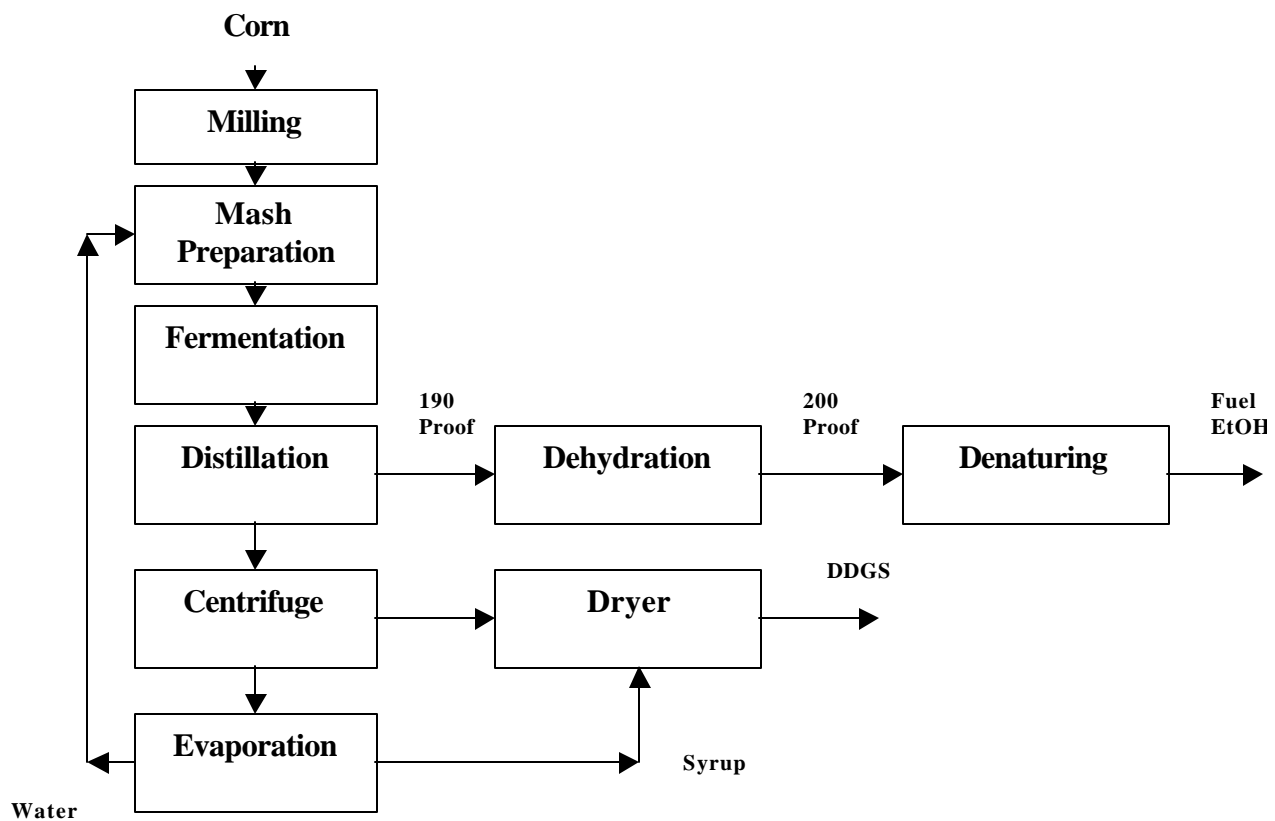 Corn
Milling
Mash
Preparation
Fermentation
190
Proof
200
Proof
Fuel
EtOH
Distillation
Dehydration
Denaturing
DDGS
Centrifuge
Dryer
Evaporation
Syrup
Water